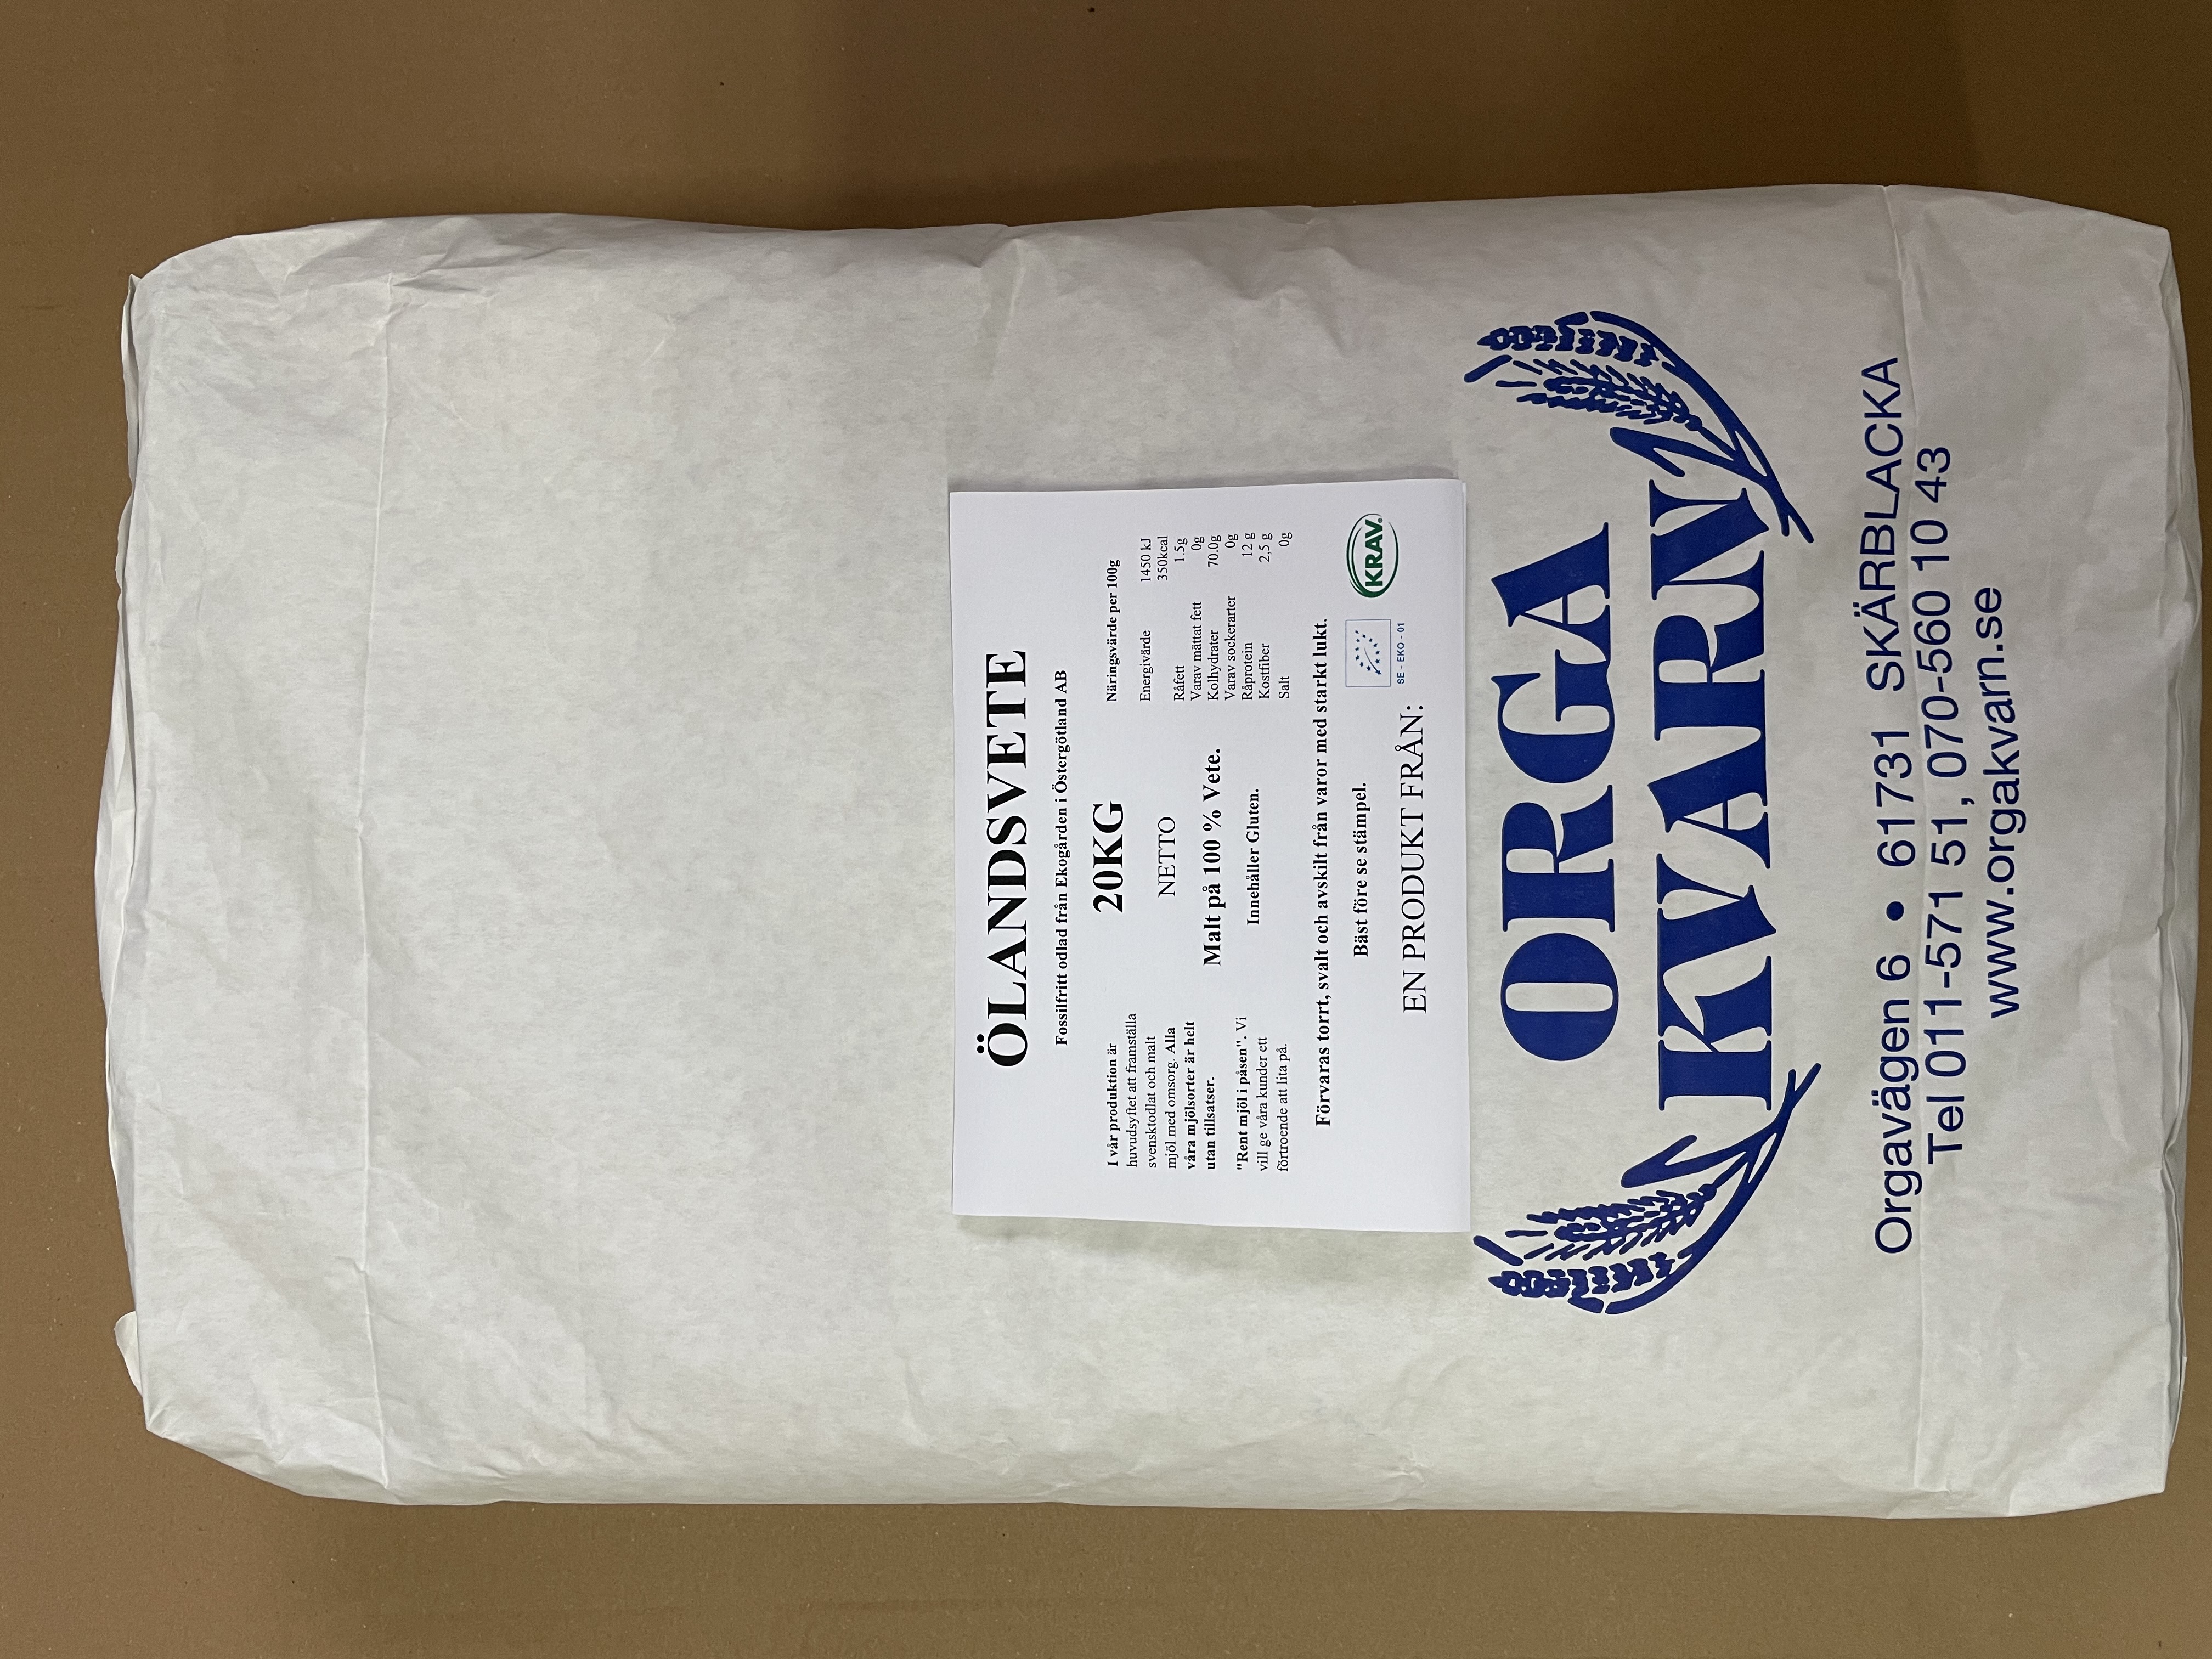 ÖLANDSVETE
Fossilfritt odlad från Ekogården i Östergötland AB
I vår produktion är
huvudsyftet att framställa
svensktodlat och malt
mjöl med omsorg. Alla
våra mjölsorter är helt
utan tillsatser.
"Rent mjöl i påsen". Vi
vill ge våra kunder ett
förtroende att lita på.
20KG
NETTO
Malt på 100 % Vete.
Innehåller Gluten.
Näringsvärde per 100g
Energivärde 1450 kJ
350kcal
Råfett 1.5g
Varav mättat fett 0g
Kolhydrater 70.0g
Varav sockerarter 0g
Råprotein 12 g
Kostfiber 2,5 g
Salt 0g
Förvaras torrt, svalt och avskilt från varor med starkt lukt.
Bäst före se stämpel.
EN PRODUKT FRÅN:
SE - EKO - 01
KRAV®
ORGA
KVARN
Orgavägen 6 • 61731 SKÄRBLACKA
Tel 011-571 51, 070-560 10 43
www.orgakvarn.se